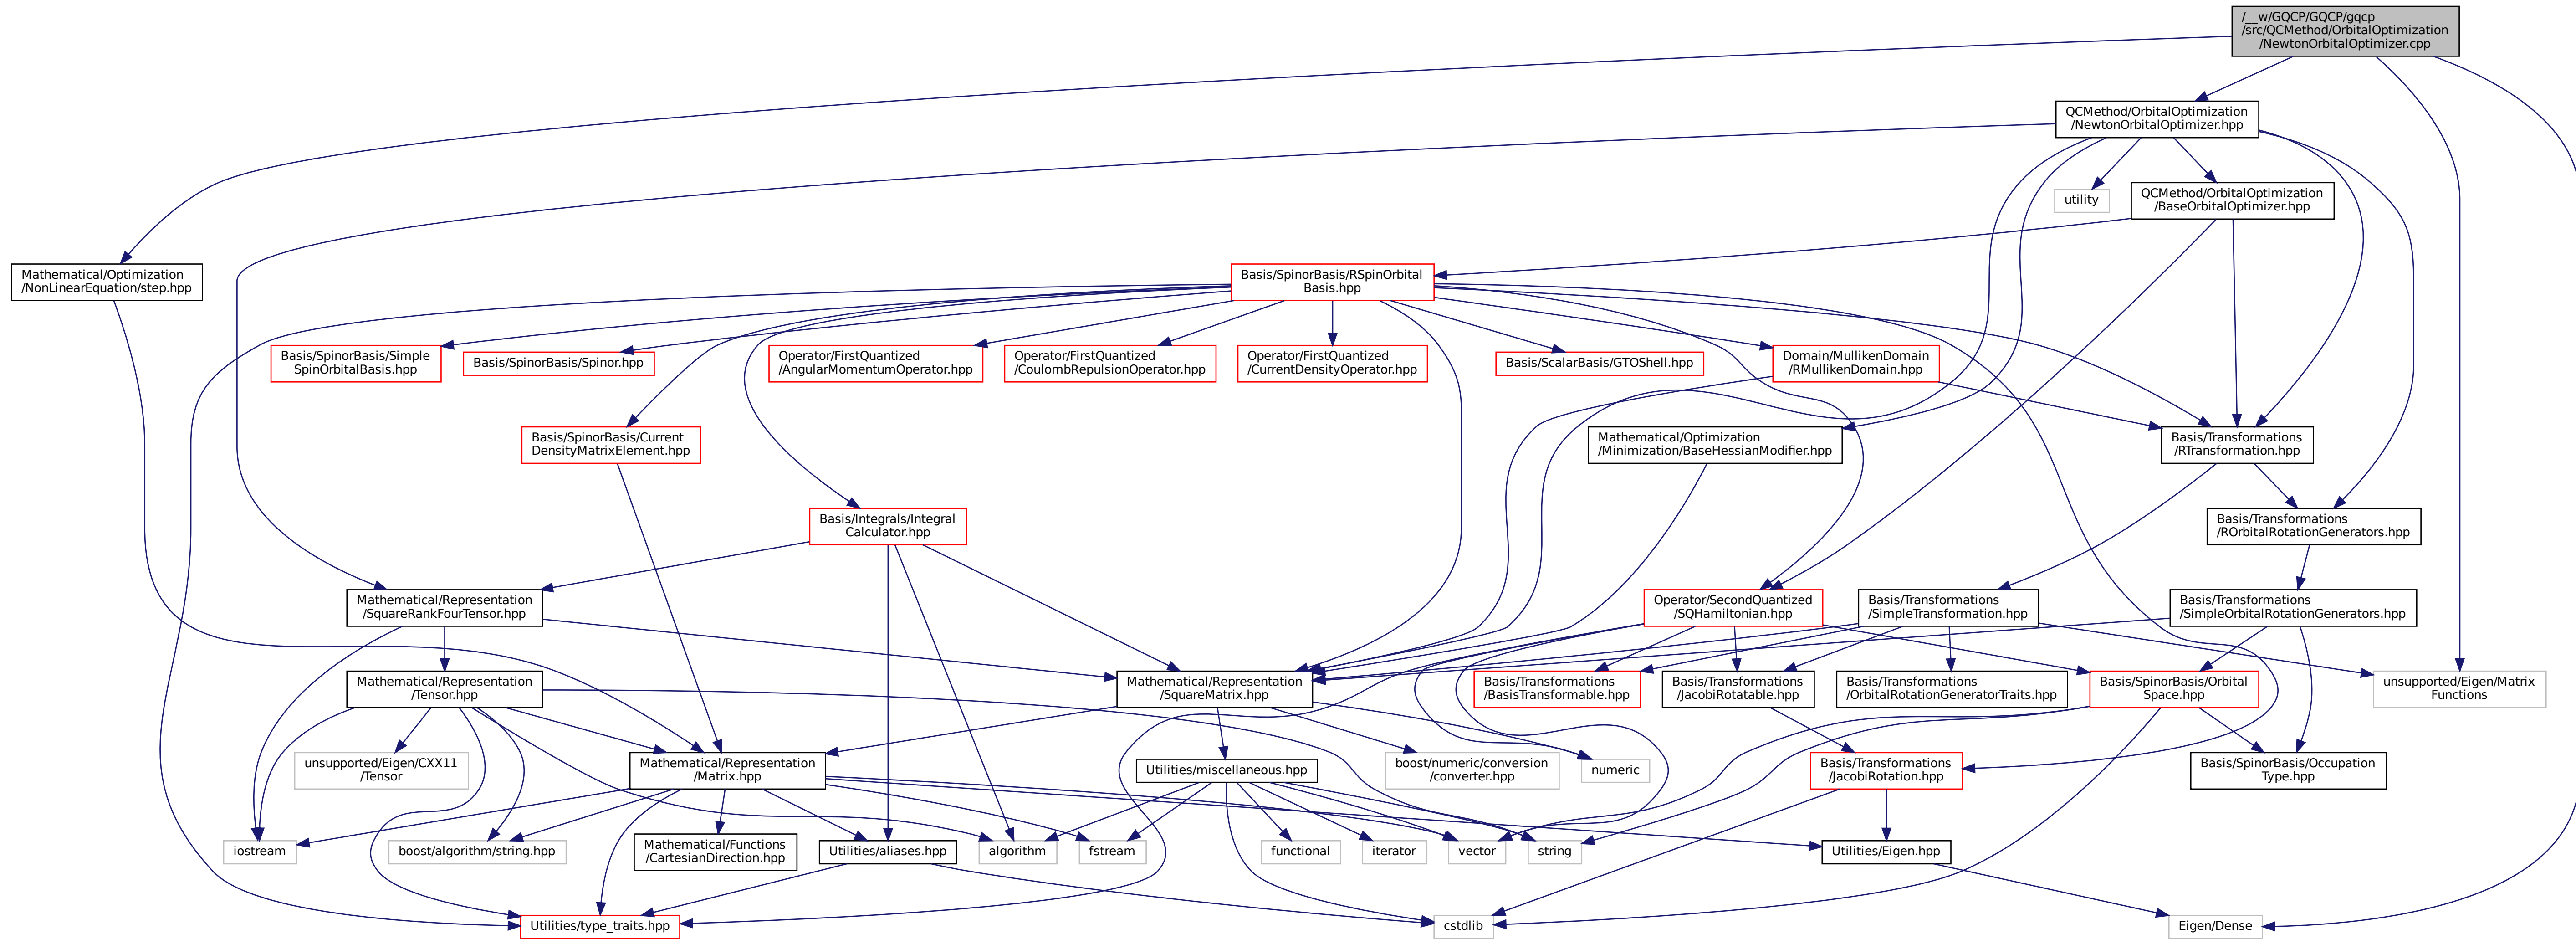 /__w/GQCP/GQCP/gqcp
/src/QCMethod/OrbitalOptimization
/NewtonOrbitalOptimizer.cpp
QCMethod/OrbitalOptimization
/NewtonOrbitalOptimizer.hpp
utility
QCMethod/OrbitalOptimization
/BaseOrbitalOptimizer.hpp
Mathematical/Optimization
/NonLinearEquation/step.hpp
Basis/SpinorBasis/RSpinOrbital
Basis.hpp
Basis/SpinorBasis/Simple
SpinOrbitalBasis.hpp
Basis/SpinorBasis/Spinor.hpp
Operator/FirstQuantized
/AngularMomentumOperator.hpp
Operator/FirstQuantized
/CoulombRepulsionOperator.hpp
Operator/FirstQuantized
/CurrentDensityOperator.hpp
Basis/ScalarBasis/GTOShell.hpp
Domain/MullikenDomain
/RMullikenDomain.hpp
Basis/SpinorBasis/Current
DensityMatrixElement.hpp
Mathematical/Optimization
/Minimization/BaseHessianModifier.hpp
Basis/Transformations
/RTransformation.hpp
Basis/Integrals/Integral
Calculator.hpp
Basis/Transformations
/ROrbitalRotationGenerators.hpp
Mathematical/Representation
/SquareRankFourTensor.hpp
Operator/SecondQuantized
/SQHamiltonian.hpp
Basis/Transformations
/SimpleTransformation.hpp
Basis/Transformations
/SimpleOrbitalRotationGenerators.hpp
Mathematical/Representation
/Tensor.hpp
Mathematical/Representation
/SquareMatrix.hpp
Basis/Transformations
/BasisTransformable.hpp
Basis/Transformations
/JacobiRotatable.hpp
Basis/Transformations
/OrbitalRotationGeneratorTraits.hpp
Basis/SpinorBasis/Orbital
Space.hpp
unsupported/Eigen/Matrix
Functions
unsupported/Eigen/CXX11
/Tensor
Mathematical/Representation
/Matrix.hpp
Utilities/miscellaneous.hpp
boost/numeric/conversion
/converter.hpp
numeric
Basis/Transformations
/JacobiRotation.hpp
Basis/SpinorBasis/Occupation
Type.hpp
iostream
boost/algorithm/string.hpp
Mathematical/Functions
/CartesianDirection.hpp
Utilities/aliases.hpp
algorithm
fstream
functional
iterator
vector
string
Utilities/Eigen.hpp
Utilities/type_traits.hpp
cstdlib
Eigen/Dense